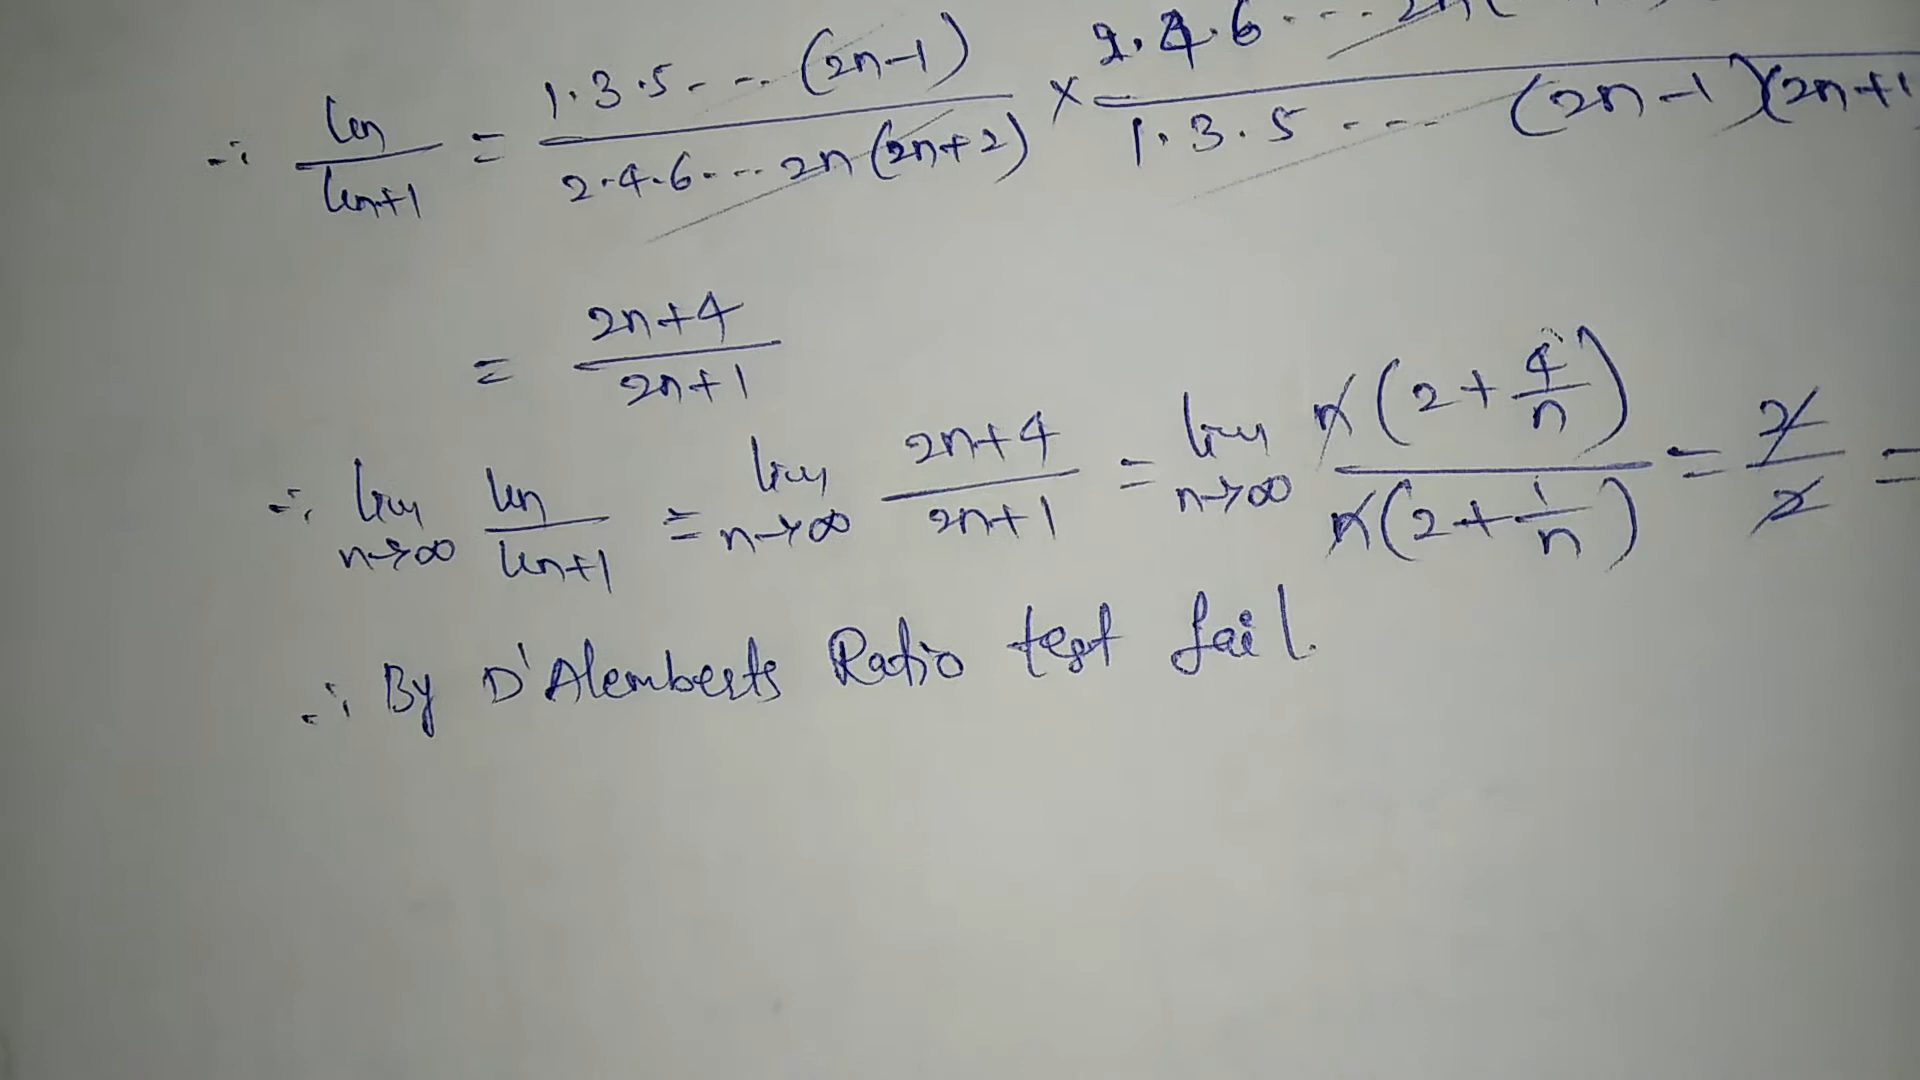 ∴ un/un+1 = 1·3·5--- (2n-1)/2·4·6---2n(2n+2) × 2·4·6--- 2n/1·3·5 --- (2n-1)(2n+1
= 2n+4/2n+1
∴ lim n→∞ un/un+1 = lim n→∞ 2n+4/2n+1 = lim n→∞ n(2+4/n)/n(2+1/n) = 2/2 =
∴ By D'Alemberts Ratio test fail.